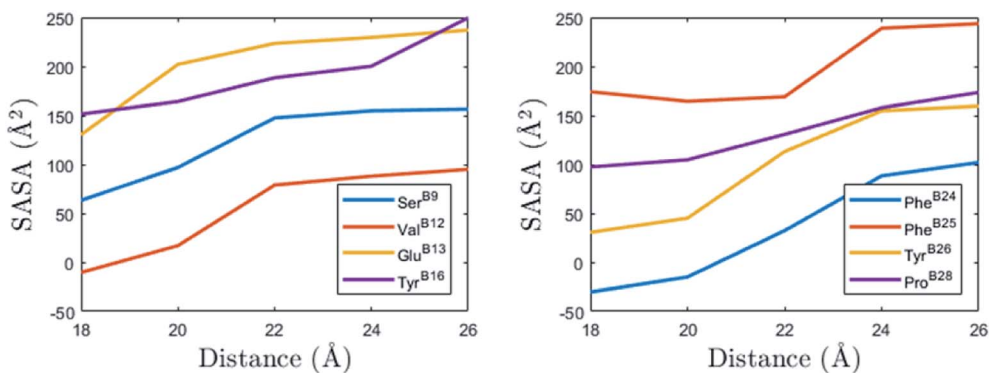 250
200
150
100
50
0
-50
SASA (Å²)
18 20 22 24 26
Distance (Å)
Ser^B9
Val^B12
Glu^B13
Tyr^B16
250
200
150
100
50
0
-50
SASA (Å²)
18 20 22 24 26
Distance (Å)
Phe^B24
Phe^B25
Tyr^B26
Pro^B28